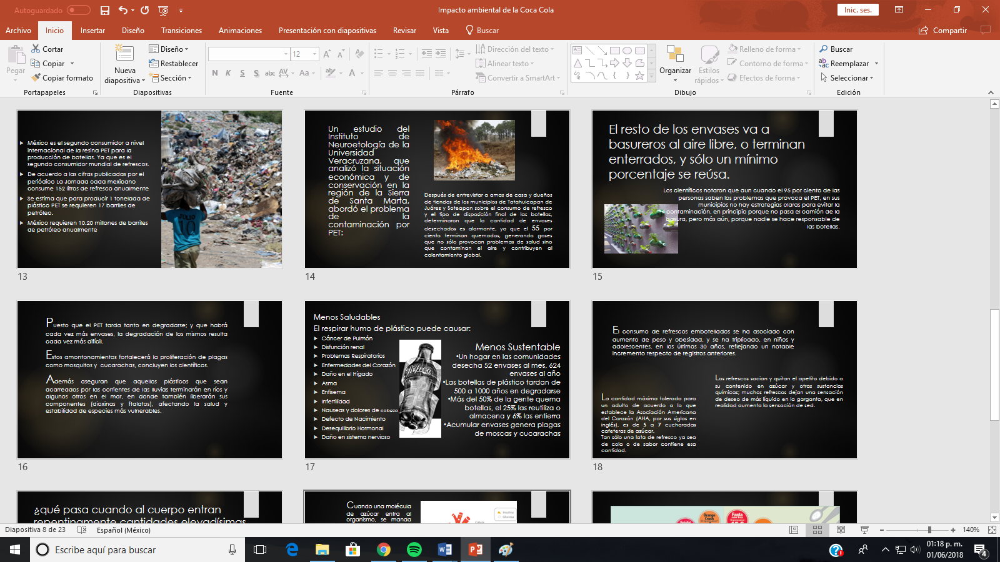 Autoguardado
Impacto ambiental de la Coca Cola
Inic. ses.
Archivo
Inicio
Insertar
Diseño
Transiciones
Animaciones
Presentación con diapositivas
Revisar
Vista
Buscar
Compartir
Pegar
Cortar
Copiar
Copiar formato
Portapapeles
Nueva
diapositiva
Diseño
Restablecer
Sección
Diapositivas
12
N K S S abc AV Aa A
Fuente
Dirección del texto
Alinear texto
Convertir a SmartArt
Párrafo
Organizar
Estilos
rápidos
Relleno de forma
Contorno de forma
Efectos de forma
Dibujo
Buscar
Reemplazar
Seleccionar
Edición
México es el segundo consumidor a nivel
internacional de la resina PET para la
producción de botellas. Ya que es el
segundo consumidor mundial de refrescos.
De acuerdo a las cifras publicadas por el
periódico La Jornada cada mexicano
consume 152 litros de refresco anualmente
Se estima que para producir 1 tonelada de
plástico PET se requieren 17 barriles de
petróleo.
México requieren 10.20 millones de barriles
de petróleo anualmente
JULIO
10
13
Un estudio del
Instituto de
Neuroetología de la
Universidad
Veracruzana, que
analizó la situación
económica y de
conservación en la
región de la Sierra
de Santa Marta,
abordó el problema
de la
contaminación por
PET:
Después de entrevistar a amas de casa y dueños
de tiendas de los municipios de Tatahuicapan de
Juárez y Soteapan sobre el consumo de refresco
y el tipo de disposición final de las botellas,
determinaron que la cantidad de envases
desechados es alarmante, ya que el 55 por
ciento terminan quemados, generando gases
que no sólo provocan problemas de salud sino
que contaminan el aire y contribuyen al
calentamiento global.
14
El resto de los envases va a
basureros al aire libre, o terminan
enterrados, y sólo un mínimo
porcentaje se reúsa.
Los científicos notaron que aun cuando el 95 por ciento de las
personas saben los problemas que provoca el PET, en sus
municipios no hay estrategias claras para evitar la
contaminación, en principio porque no pasa el camión de la
basura, pero más aún, porque nadie se hace responsable de
las botellas.
15
Puesto que el PET tarda tanto en degradarse; y que habrá
cada vez más envases, la degradación de los mismos resulta
cada vez más difícil.
Estos amontonamientos fortalecerá la proliferación de plagas
como mosquitos y cucarachas, concluyen los científicos.
Además aseguran que aquellos plásticos que sean
acarreados por las corrientes de las lluvias terminarán en ríos y
algunos otros en el mar, en donde también liberarán sus
componentes (dioxinas y ftalatos), afectando la salud y
estabilidad de especies más vulnerables.
16
Menos Saludables
El respirar humo de plástico puede causar:
Cáncer de Pulmón
Disfunción renal
Problemas Respiratorios
Enfermedades del Corazón
Daño en el Hígado
Asma
Enfisema
Infertilidad
Nauseas y dolores de cabeza
Defecto de Nacimiento
Desequilibrio Hormonal
Daño en sistema nervioso
Menos Sustentable
•Un hogar en las comunidades
desecha 52 envases al mes, 624
envases al año
•Las botellas de plástico tardan de
500 a 1000 años en degradarse
•Más del 50% de la gente quema
botellas, el 25% las reutiliza o
almacena y 6% las entierra
•Acumular envases genera plagas
de moscas y cucarachas
17
El consumo de refrescos embotellados se ha asociado con
aumento de peso y obesidad, y se ha triplicado, en niños y
adolescentes, en los últimos 30 años, reflejando un notable
incremento respecto de registros anteriores.
Los refrescos sacian y quitan el apetito debido a
su contenido en azúcar y otras sustancias
químicas; muchos refrescos dejan una sensación
de deseo de más líquido en la garganta, que en
realidad aumenta la sensación de sed.
La cantidad máxima tolerada para
un adulto de acuerdo a lo que
establece la Asociación Americana
del Corazón (AHA, por sus siglas en
inglés), es de 5 a 7 cucharadas
cafeteras de azúcar.
Tan sólo una lata de refresco ya sea
de cola o de sabor contiene esa
cantidad.
18
¿qué pasa cuando al cuerpo entran
repentinamente cantidades elevadísimas
Cuando una molécula
de azúcar entra al
organismo, se manda
Insulina
Glucosa
Célula
Orange
Crush
Fanta
Diapositiva 8 de 23
Español (México)
140%
Escribe aquí para buscar
01:18 p. m.
01/06/2018
4